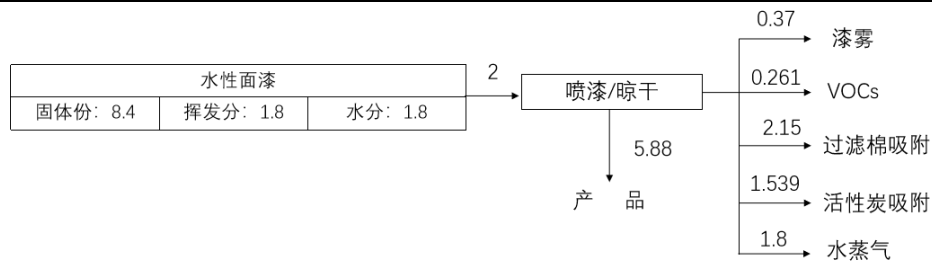 水性面漆
固体份：8.4 挥发分：1.8 水分：1.8
2
喷漆/晾干
5.88
产 品
0.37
漆雾
0.261
VOCs
2.15
过滤棉吸附
1.539
活性炭吸附
1.8
水蒸气